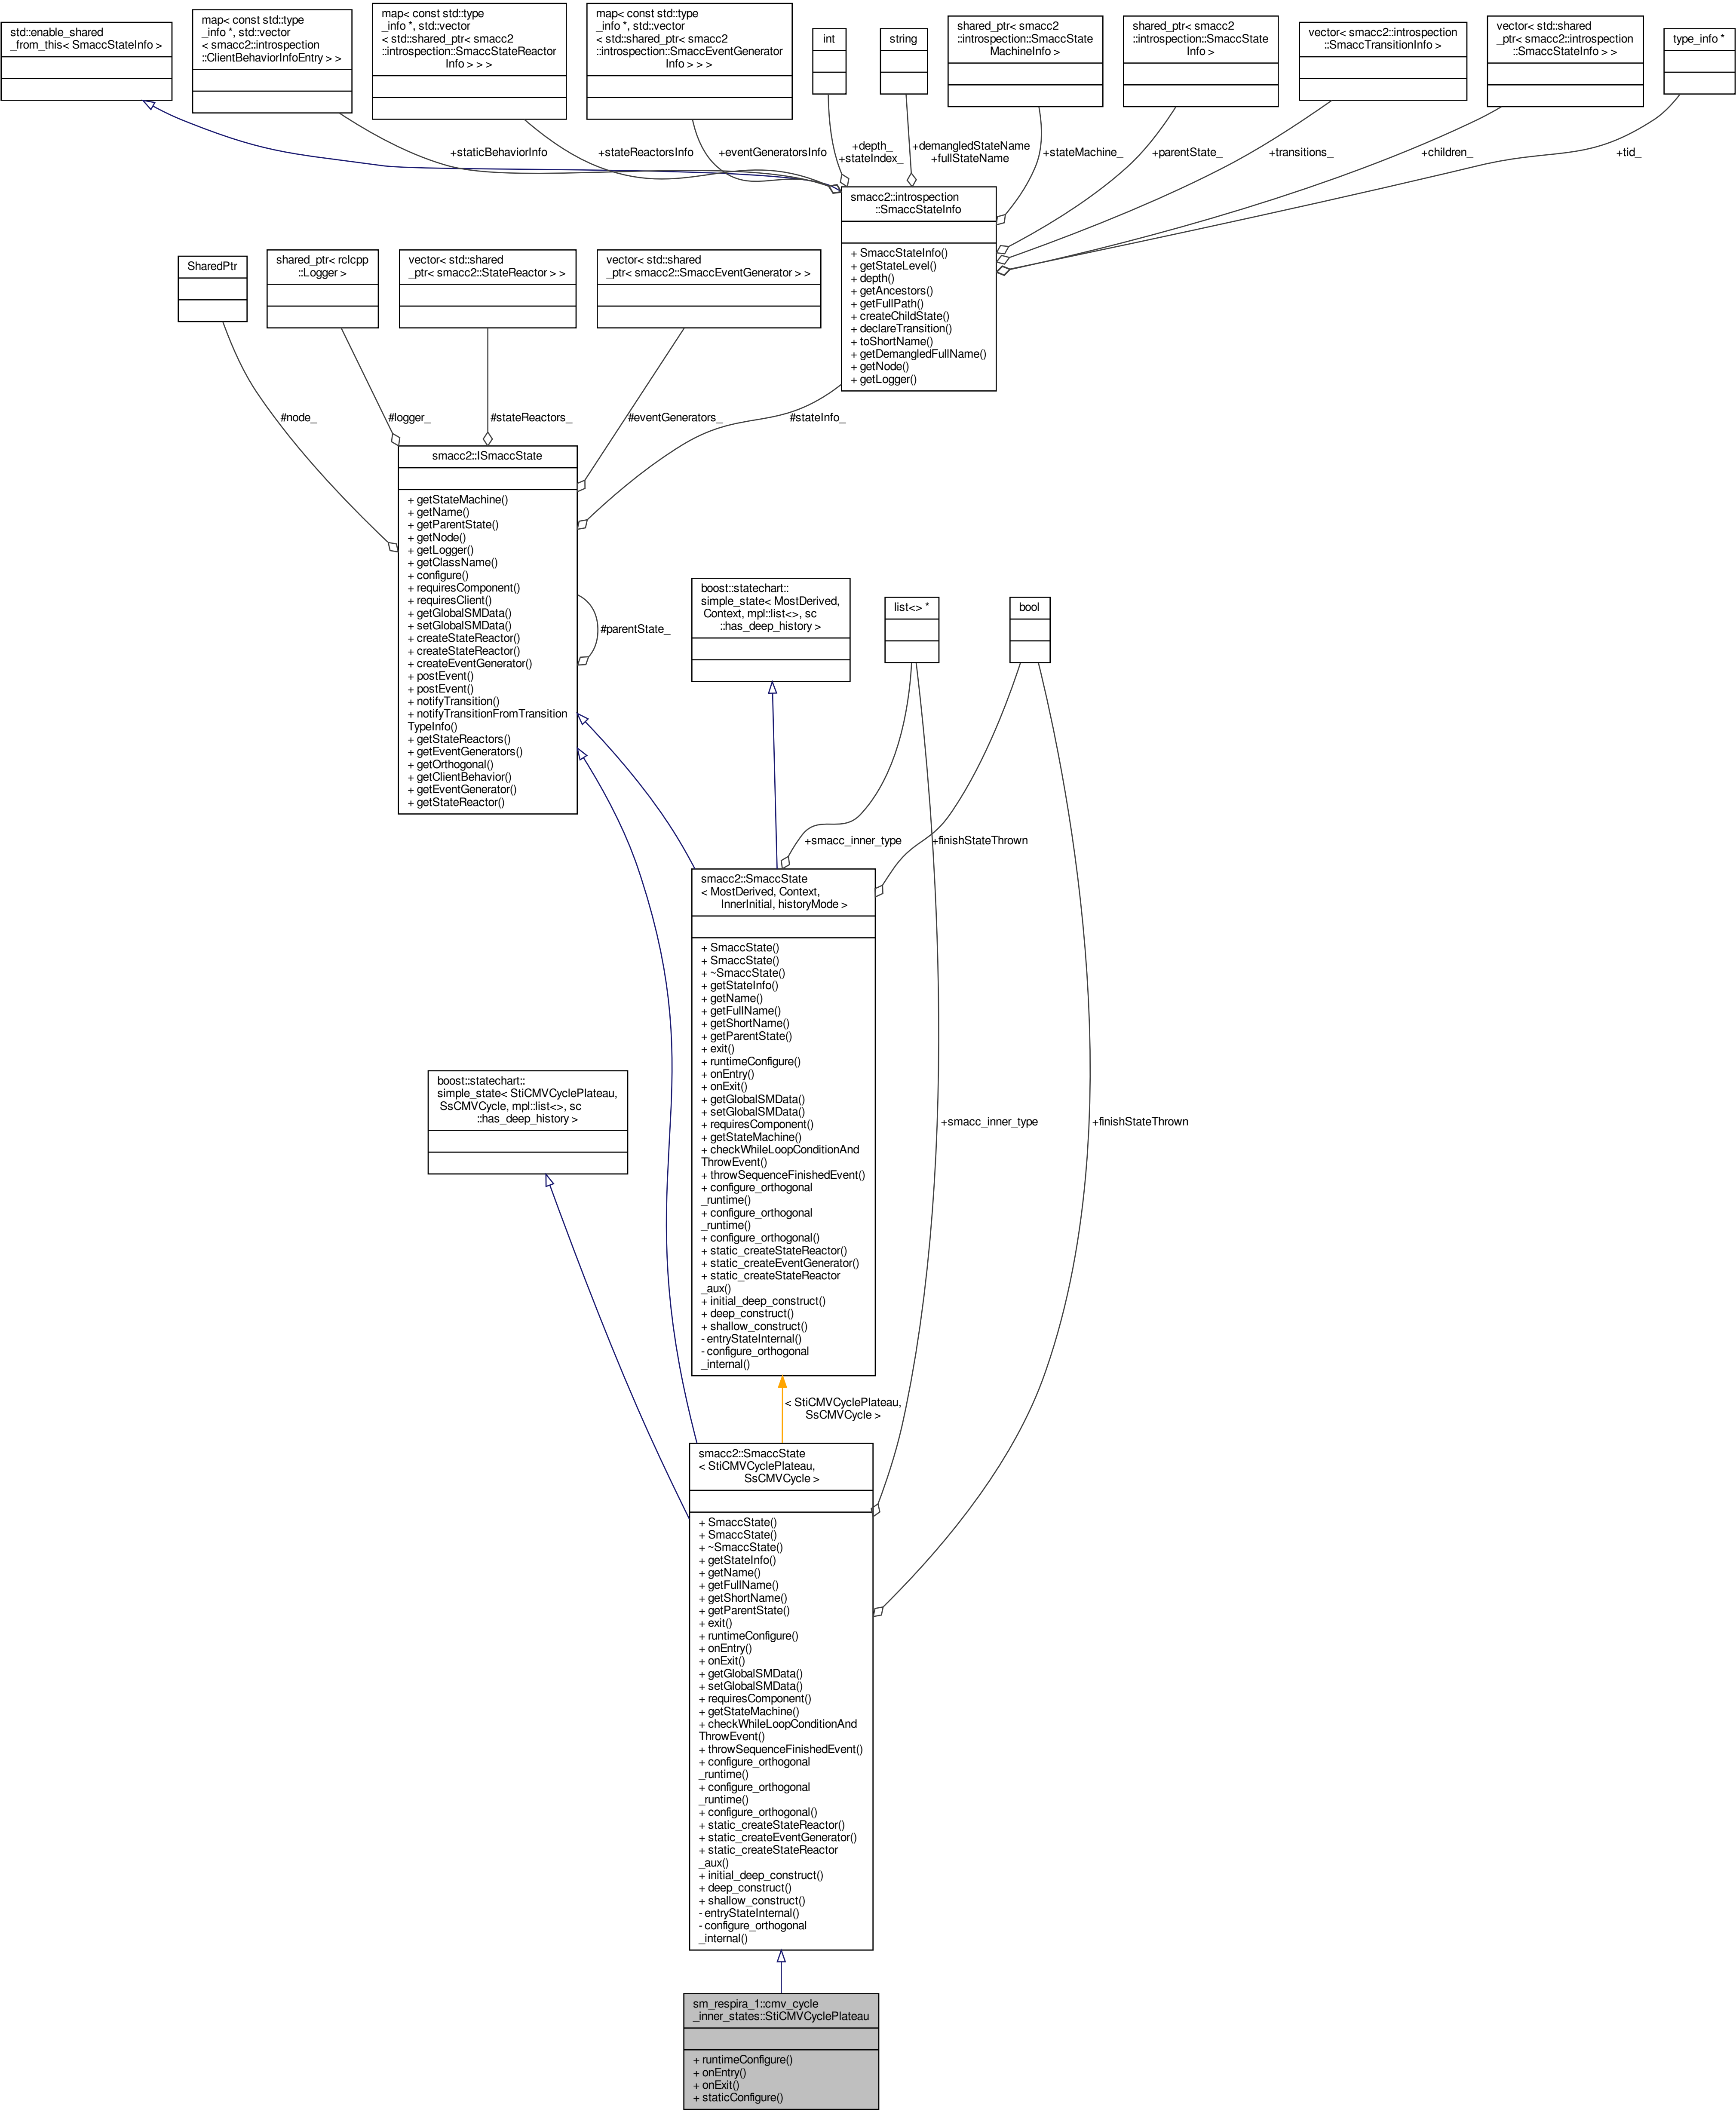 std::enable_shared
_from_this< SmaccStateInfo >
map< const std::type
_info *, std::vector
< smacc2::introspection
::ClientBehaviorInfoEntry > >
map< const std::type
_info *, std::vector
< std::shared_ptr< smacc2
::introspection::SmaccStateReactor
Info > > >
map< const std::type
_info *, std::vector
< std::shared_ptr< smacc2
::introspection::SmaccEventGenerator
Info > > >
int
string
shared_ptr< smacc2
::introspection::SmaccState
MachineInfo >
shared_ptr< smacc2
::introspection::SmaccState
Info >
vector< smacc2::introspection
::SmaccTransitionInfo >
vector< std::shared
_ptr< smacc2::introspection
::SmaccStateInfo > >
type_info *
+staticBehaviorInfo
+stateReactorsInfo
+eventGeneratorsInfo
+depth_
+stateIndex_
+demangledStateName
+fullStateName
+stateMachine_
+parentState_
+transitions_
+children_
+tid_
smacc2::introspection
::SmaccStateInfo
+ SmaccStateInfo()
+ getStateLevel()
+ depth()
+ getAncestors()
+ getFullPath()
+ createChildState()
+ declareTransition()
+ toShortName()
+ getDemangledFullName()
+ getNode()
+ getLogger()
SharedPtr
shared_ptr< rclcpp
::Logger >
vector< std::shared
_ptr< smacc2::StateReactor > >
vector< std::shared
_ptr< smacc2::SmaccEventGenerator > >
#node_
#logger_
#stateReactors_
#eventGenerators_
#stateInfo_
smacc2::ISmaccState
+ getStateMachine()
+ getName()
+ getParentState()
+ getNode()
+ getLogger()
+ getClassName()
+ configure()
+ requiresComponent()
+ requiresClient()
+ getGlobalSMData()
+ setGlobalSMData()
+ createStateReactor()
+ createStateReactor()
+ createEventGenerator()
+ postEvent()
+ postEvent()
+ notifyTransition()
+ notifyTransitionFromTransition
TypeInfo()
+ getStateReactors()
+ getEventGenerators()
+ getOrthogonal()
+ getClientBehavior()
+ getEventGenerator()
+ getStateReactor()
#parentState_
boost::statechart::
simple_state< MostDerived,
Context, mpl::list<>, sc
::has_deep_history >
list<> *
bool
+smacc_inner_type
+finishStateThrown
smacc2::SmaccState
< MostDerived, Context,
InnerInitial, historyMode >
+ SmaccState()
+ SmaccState()
+ ~SmaccState()
+ getStateInfo()
+ getName()
+ getFullName()
+ getShortName()
+ getParentState()
+ exit()
+ runtimeConfigure()
+ onEntry()
+ onExit()
+ getGlobalSMData()
+ setGlobalSMData()
+ requiresComponent()
+ getStateMachine()
+ checkWhileLoopConditionAnd
ThrowEvent()
+ throwSequenceFinishedEvent()
+ configure_orthogonal
_runtime()
+ configure_orthogonal
_runtime()
+ configure_orthogonal()
+ static_createStateReactor()
+ static_createEventGenerator()
+ static_createStateReactor
_aux()
+ initial_deep_construct()
+ deep_construct()
+ shallow_construct()
- entryStateInternal()
- configure_orthogonal
_internal()
boost::statechart::
simple_state< StiCMVCyclePlateau,
SsCMVCycle, mpl::list<>, sc
::has_deep_history >
+smacc_inner_type
+finishStateThrown
< StiCMVCyclePlateau,
SsCMVCycle >
smacc2::SmaccState
< StiCMVCyclePlateau,
SsCMVCycle >
+ SmaccState()
+ SmaccState()
+ ~SmaccState()
+ getStateInfo()
+ getName()
+ getFullName()
+ getShortName()
+ getParentState()
+ exit()
+ runtimeConfigure()
+ onEntry()
+ onExit()
+ getGlobalSMData()
+ setGlobalSMData()
+ requiresComponent()
+ getStateMachine()
+ checkWhileLoopConditionAnd
ThrowEvent()
+ throwSequenceFinishedEvent()
+ configure_orthogonal
_runtime()
+ configure_orthogonal
_runtime()
+ configure_orthogonal()
+ static_createStateReactor()
+ static_createEventGenerator()
+ static_createStateReactor
_aux()
+ initial_deep_construct()
+ deep_construct()
+ shallow_construct()
- entryStateInternal()
- configure_orthogonal
_internal()
sm_respira_1::cmv_cycle
_inner_states::StiCMVCyclePlateau
+ runtimeConfigure()
+ onEntry()
+ onExit()
+ staticConfigure()